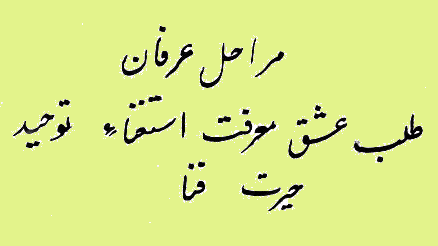 مراحل عرفان
طلب عشق معرفت استغناء توحید
حیرت فنا